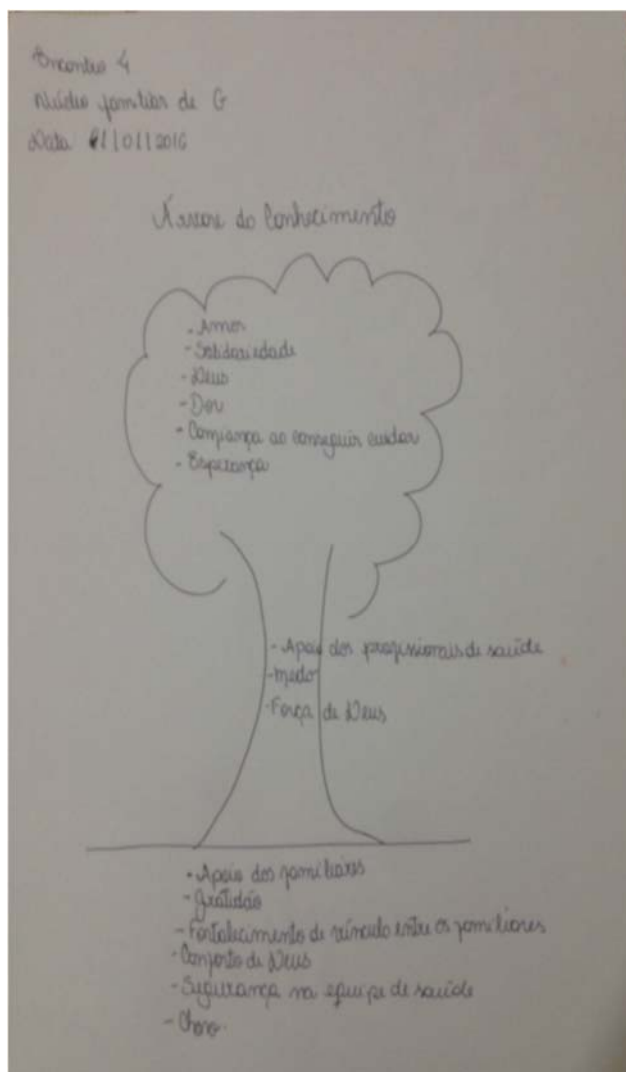 Encontro 4
Núcleo familiar de G
Data 01/2016
Árvore do Conhecimento
- Amor
- Solidariedade
- Deus
- Dor
- Confiança ao conseguir cuidar
- Esperança
- Apoio dos profissionais de saúde
- medo
- Força de Deus
- Apoio dos familiares
- Gratidão
- Fortalecimento de vínculo entre os familiares
- Conforto de Deus
- Segurança na equipe de saúde
- Choro.